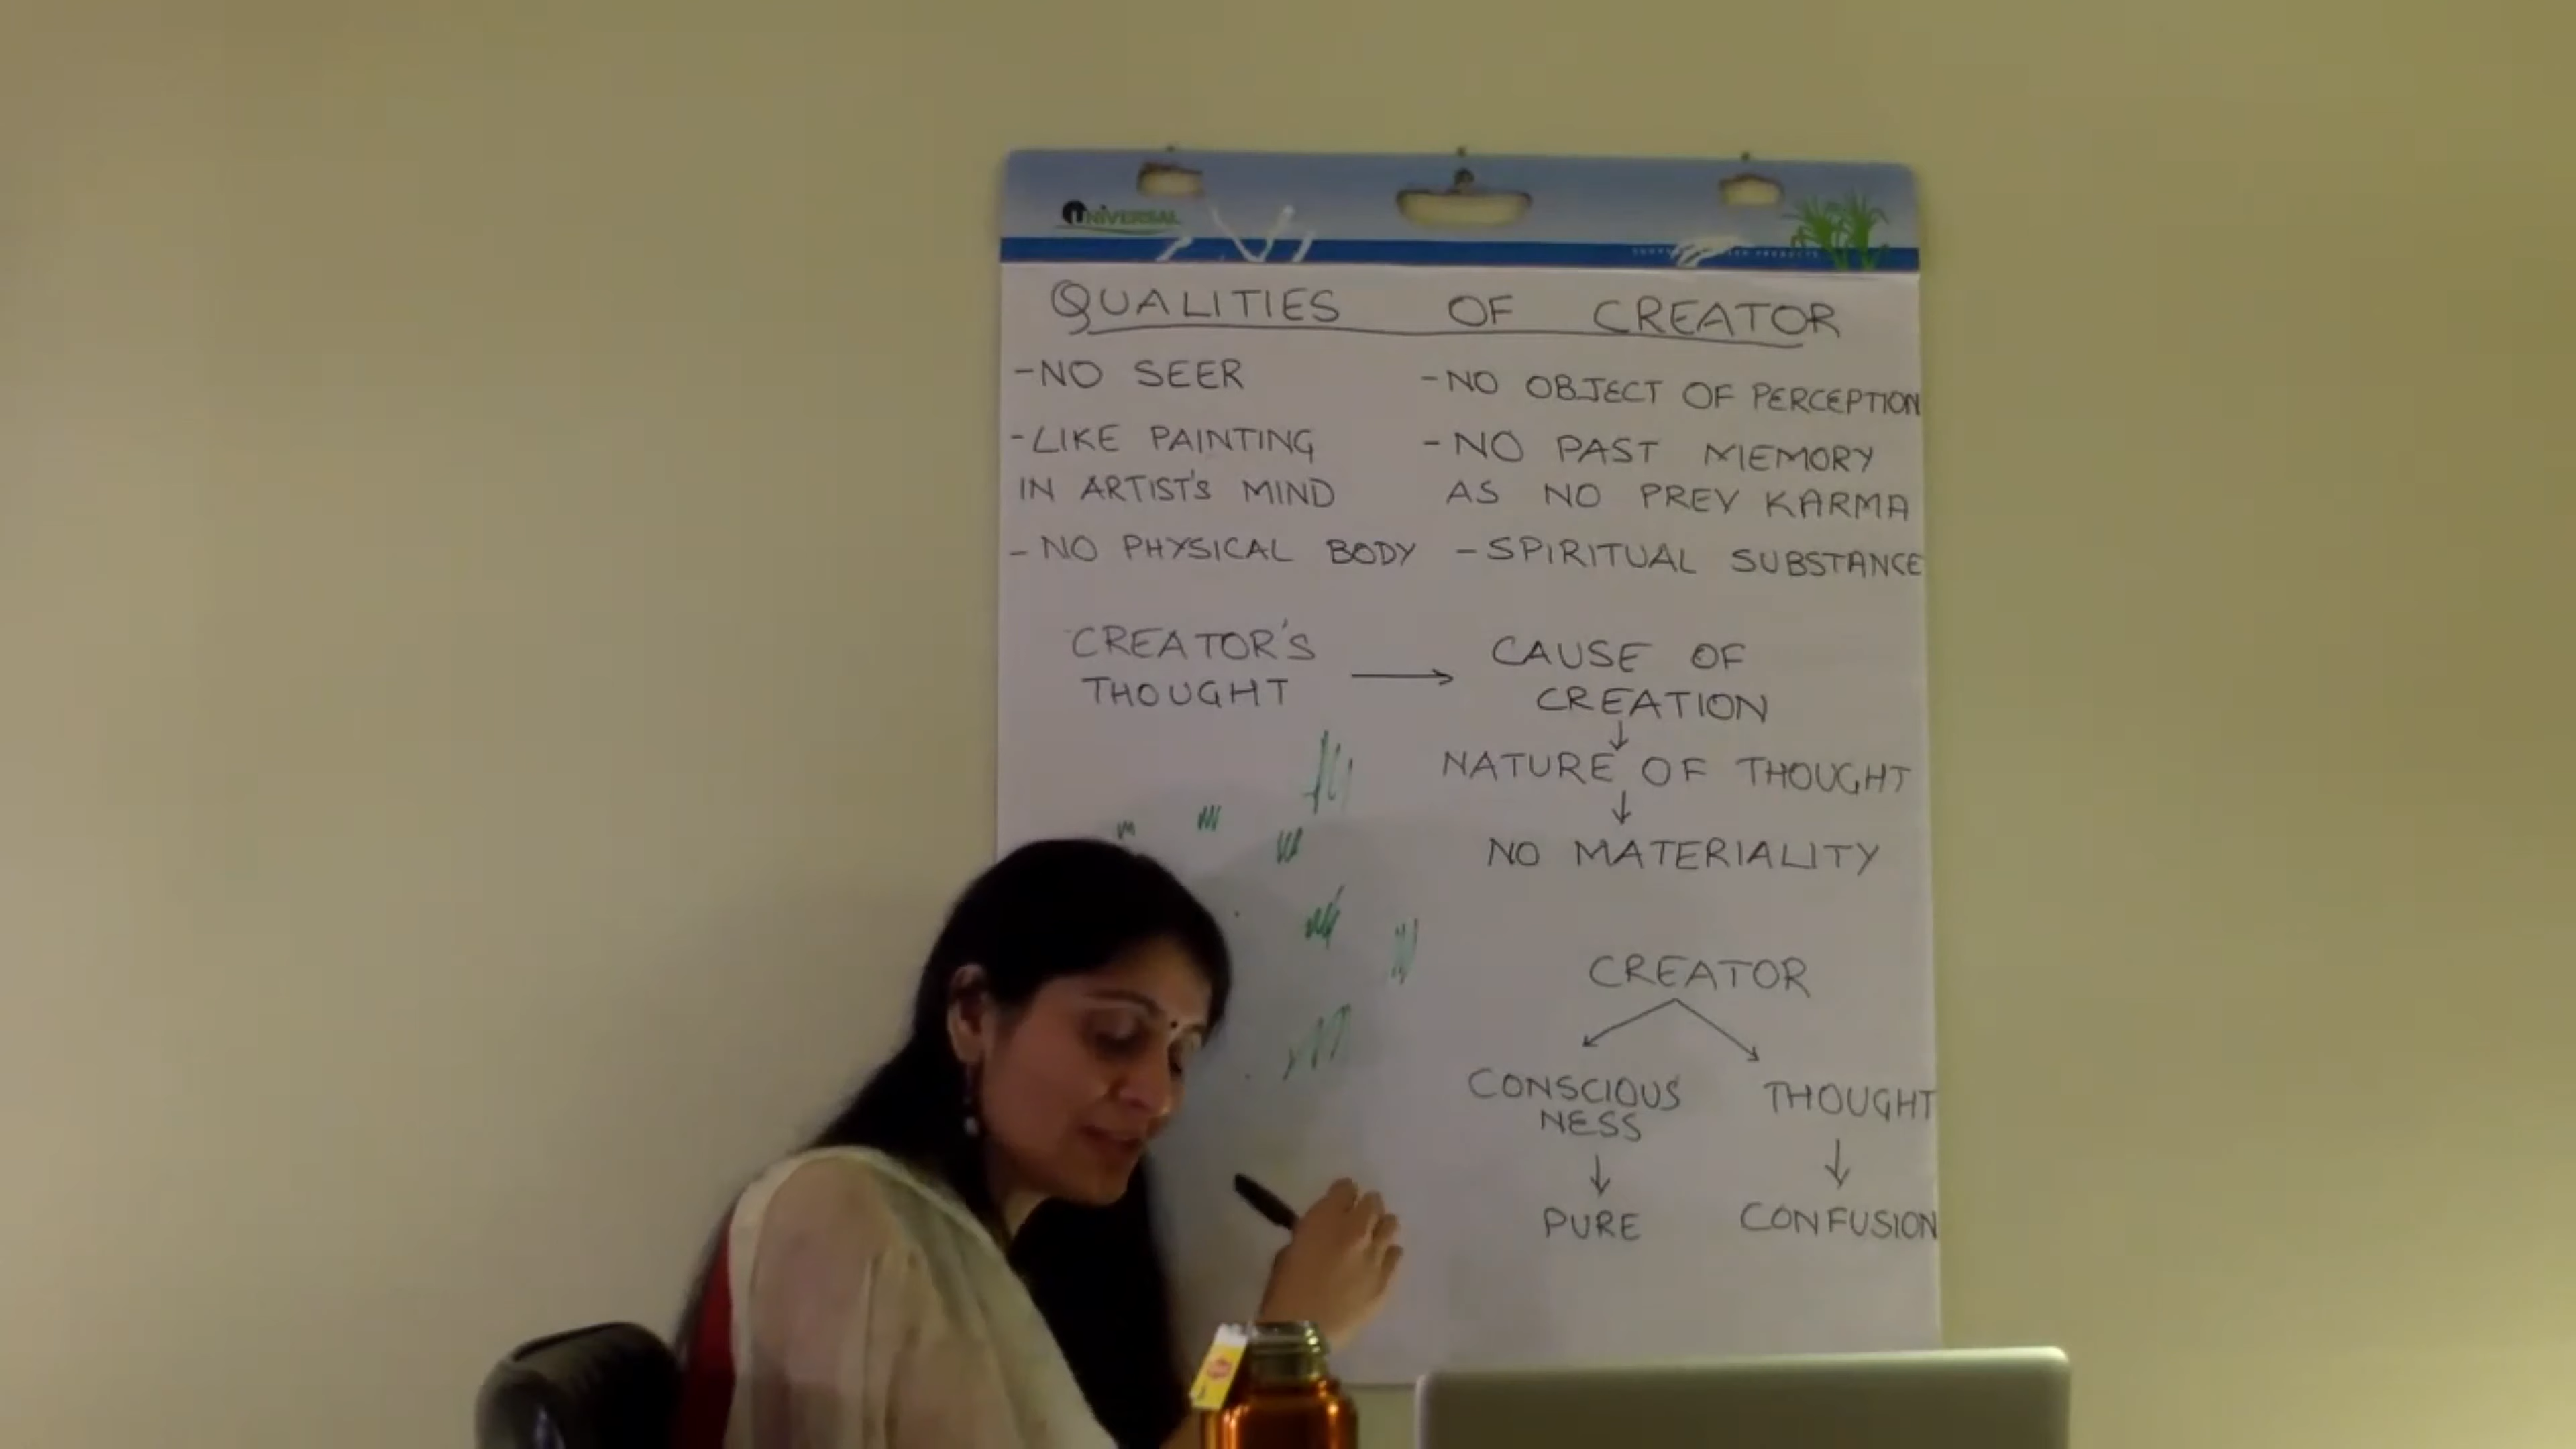 UNIVERSAL
QUALITIES OF CREATOR
-NO SEER
-NO OBJECT OF PERCEPTION
-LIKE PAINTING
IN ARTIST'S MIND
-NO PAST MEMORY
AS NO PREV KARMA
-NO PHYSICAL BODY
-SPIRITUAL SUBSTANCE
CREATOR'S
THOUGHT
→
CAUSE OF
CREATION
↓
NATURE OF THOUGHT
↓
NO MATERIALITY
CREATOR
CONSCIOUS
NESS
↓
PURE
THOUGHT
↓
CONFUSION